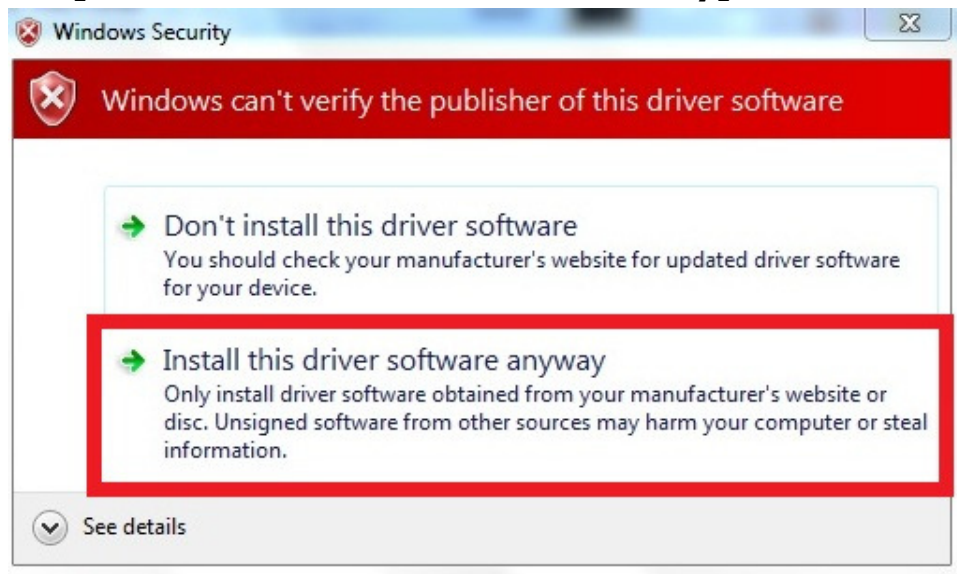 Windows Security
Windows can't verify the publisher of this driver software
Don't install this driver software
You should check your manufacturer's website for updated driver software
for your device.
Install this driver software anyway
Only install driver software obtained from your manufacturer's website or
disc. Unsigned software from other sources may harm your computer or steal
information.
See details